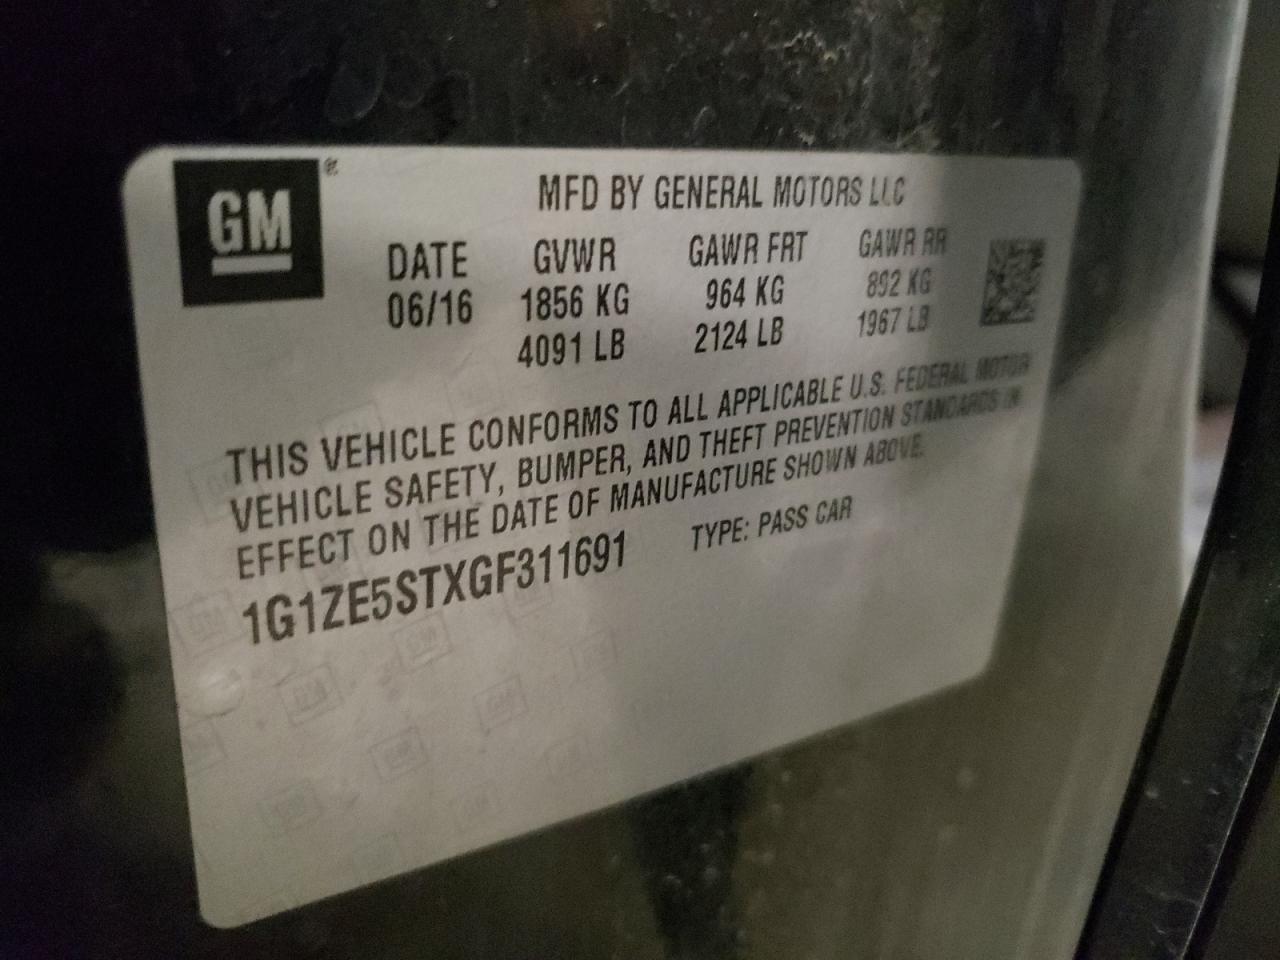 GM®
MFD BY GENERAL MOTORS LLC
DATE GVWR GAWR FRT GAWR RR
06/16 1856 KG 964 KG 892 KG
4091 LB 2124 LB 1967 LB
THIS VEHICLE CONFORMS TO ALL APPLICABLE U.S. FEDERAL MOTOR
VEHICLE SAFETY, BUMPER, AND THEFT PREVENTION STANDARDS IN
EFFECT ON THE DATE OF MANUFACTURE SHOWN ABOVE.
1G1ZE5STXGF311691 TYPE: PASS CAR